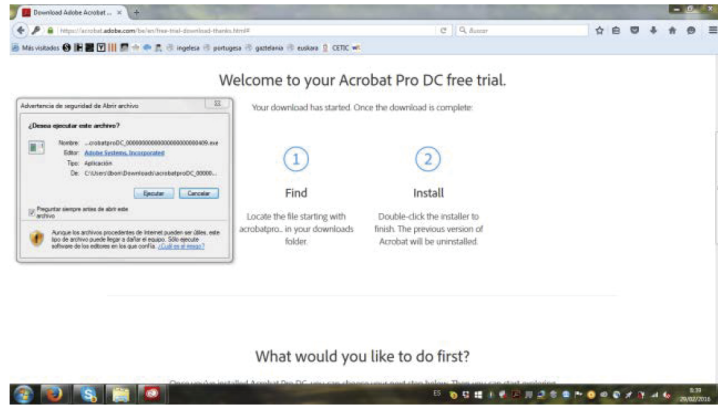 Download Adobe Acrobat ...
https://acrobat.adobe.com/be/en/free-trial-download-thanks.html#
Buscar
Más visitados
ingelesa
portugesa
gaztelania
euskara
CETIC
Welcome to your Acrobat Pro DC free trial.
Your download has started. Once the download is complete:
Advertencia de seguridad de Abrir archivo
¿Desea ejecutar este archivo?
Nombre:
Editor: Adobe Systems, Incorporated
Tipo: Aplicación
De:
Ejecutar
Cancelar
Preguntar siempre antes de abrir este
archivo
Aunque los archivos procedentes de Internet pueden ser útiles, este
tipo de archivo puede llegar a dañar el equipo. Sólo ejecute
software de los editores en los que confía. ¿Cuál es el riesgo?
1
Find
Locate the file starting with
acrobatpro.. in your downloads
folder.
2
Install
Double-click the installer to
finish. The previous version of
Acrobat will be uninstalled.
What would you like to do first?
ES
9:39
29/02/2016